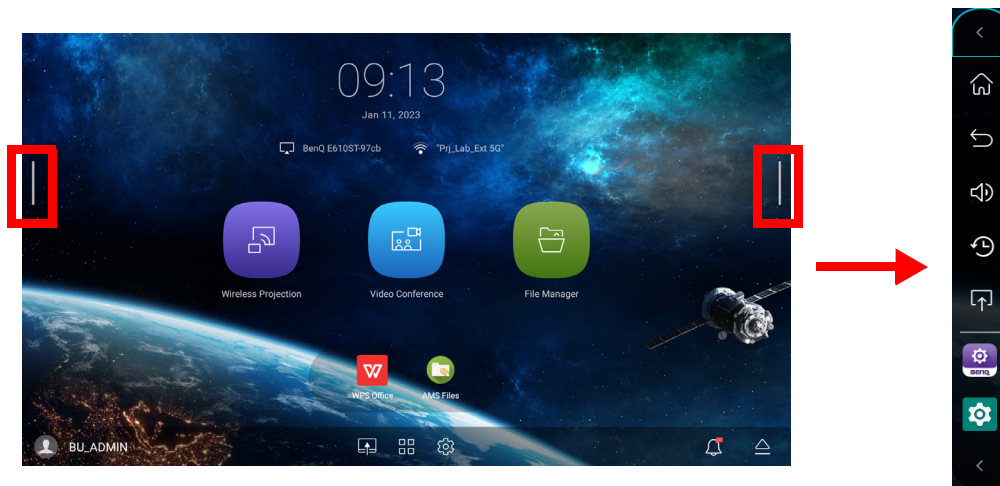 09:13
Jan 11, 2023
BenQ E610ST-97cb "Prj_Lab_Ext 5G"
Wireless Projection Video Conference File Manager
W
WPS Office AMS Files
BU_ADMIN
BenQ